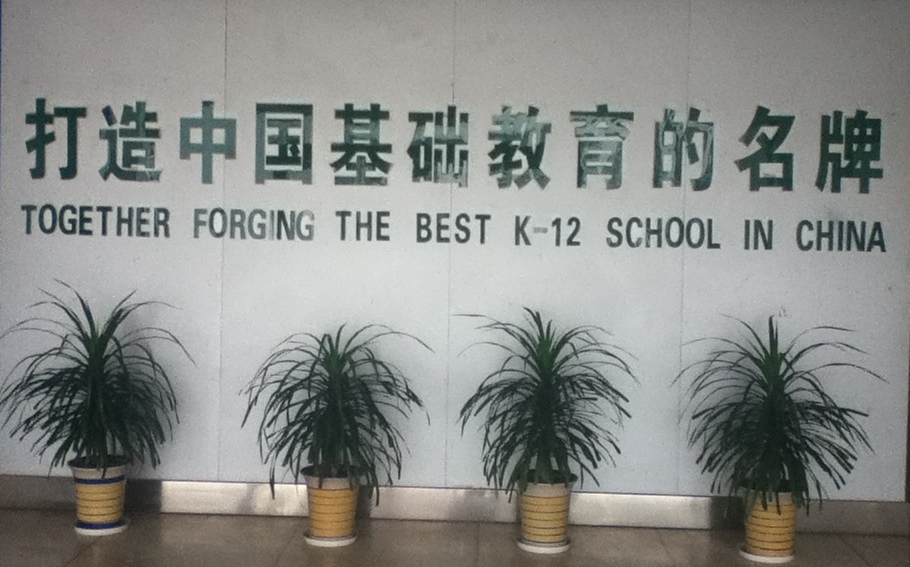 打造中国基础教育的名牌
TOGETHER FORGING THE BEST K-12 SCHOOL IN CHINA